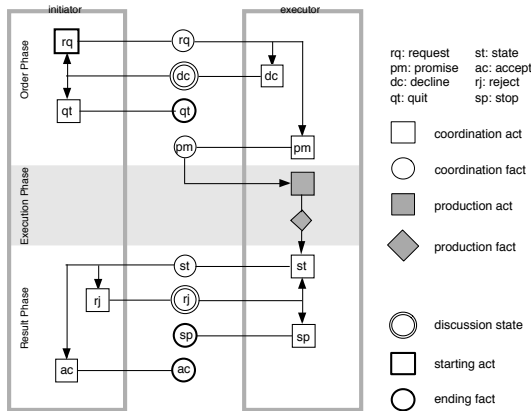 initiator
executor
Order Phase
rq
rq
dc
dc
qt
qt
pm
pm
Execution Phase
Result Phase
st
st
rj
rj
sp
sp
ac
ac
rq: request st: state
pm: promise ac: accept
dc: decline rj: reject
qt: quit sp: stop
coordination act
coordination fact
production act
production fact
discussion state
starting act
ending fact